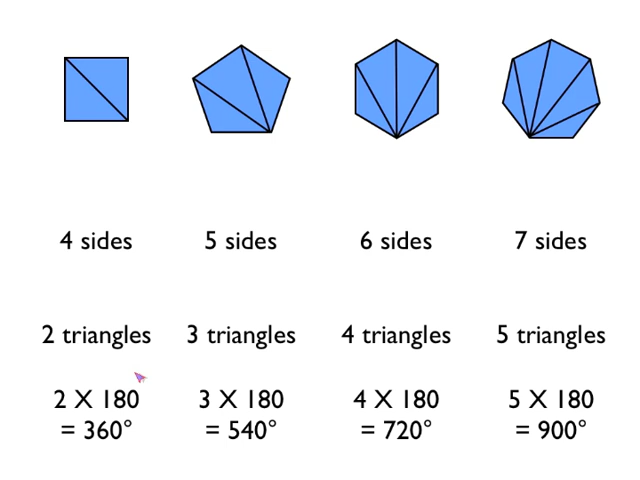 4 sides 5 sides 6 sides 7 sides
2 triangles 3 triangles 4 triangles 5 triangles
2 X 180 3 X 180 4 X 180 5 X 180
= 360° = 540° = 720° = 900°